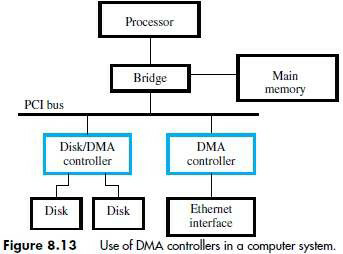 Processor
Bridge
Main
memory
PCI bus
Disk/DMA
controller
DMA
controller
Disk
Disk
Ethernet
interface
Figure 8.13 Use of DMA controllers in a computer system.